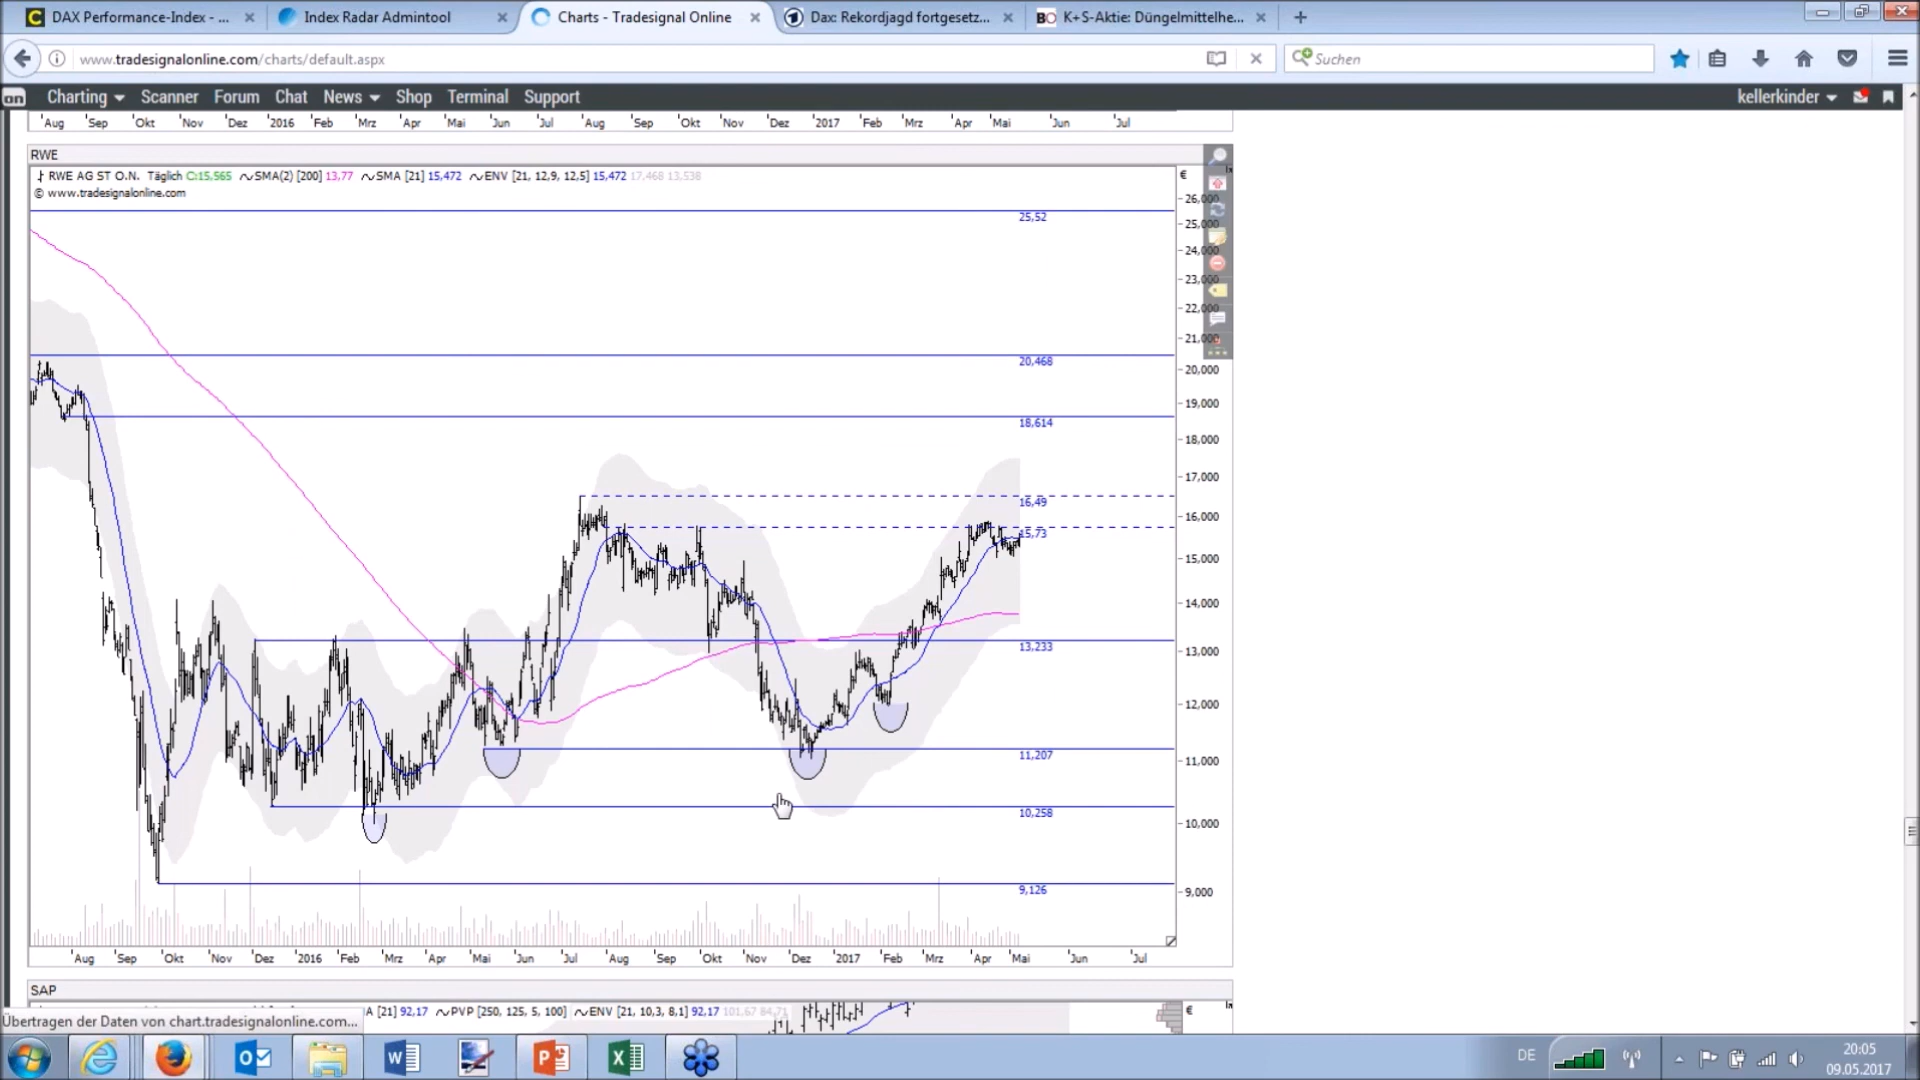 DAX Performance-Index - ...
Index Radar Admintool
Charts - Tradesignal Online
Dax: Rekordjagd fortgesetz...
BO K+S-Aktie: Düngelmittelhe...
www.tradesignalonline.com/charts/default.aspx
Suchen
on Charting Scanner Forum Chat News Shop Terminal Support kellerkinder
Aug Sep Okt Nov Dez 2016 Feb Mrz Apr Mai Jun Jul Aug Sep Okt Nov Dez 2017 Feb Mrz Apr Mai Jun Jul
RWE
RWE AG ST O.N. Täglich C:15,565 SMA(2) [200] 13,77 SMA [21] 15,472 ENV [21, 12,9, 12,5] 15,472 17,468 13,538
€
© www.tradesignalonline.com
26,000
25,52
25,000
24,000
23,000
22,000
21,000
20,468
20,000
19,000
18,614
18,000
17,000
16,49
16,000
15,73
15,000
14,000
13,233
13,000
12,000
11,207
11,000
10,258
10,000
9,126
9,000
Aug Sep Okt Nov Dez 2016 Feb Mrz Apr Mai Jun Jul Aug Sep Okt Nov Dez 2017 Feb Mrz Apr Mai Jun Jul
SAP
A [21] 92,17 PVP [250, 125, 5, 100] ENV [21, 10,3, 8,1] 92,17 101,67 84,71
€
Übertragen der Daten von chart.tradesignalonline.com...
DE
20:05
09.05.2017